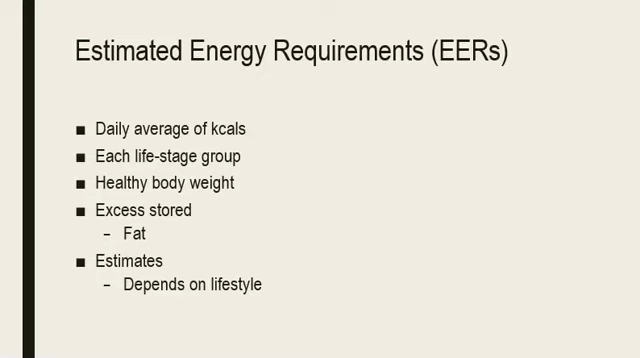 Estimated Energy Requirements (EERs)
■ Daily average of kcals
■ Each life-stage group
■ Healthy body weight
■ Excess stored
– Fat
■ Estimates
– Depends on lifestyle